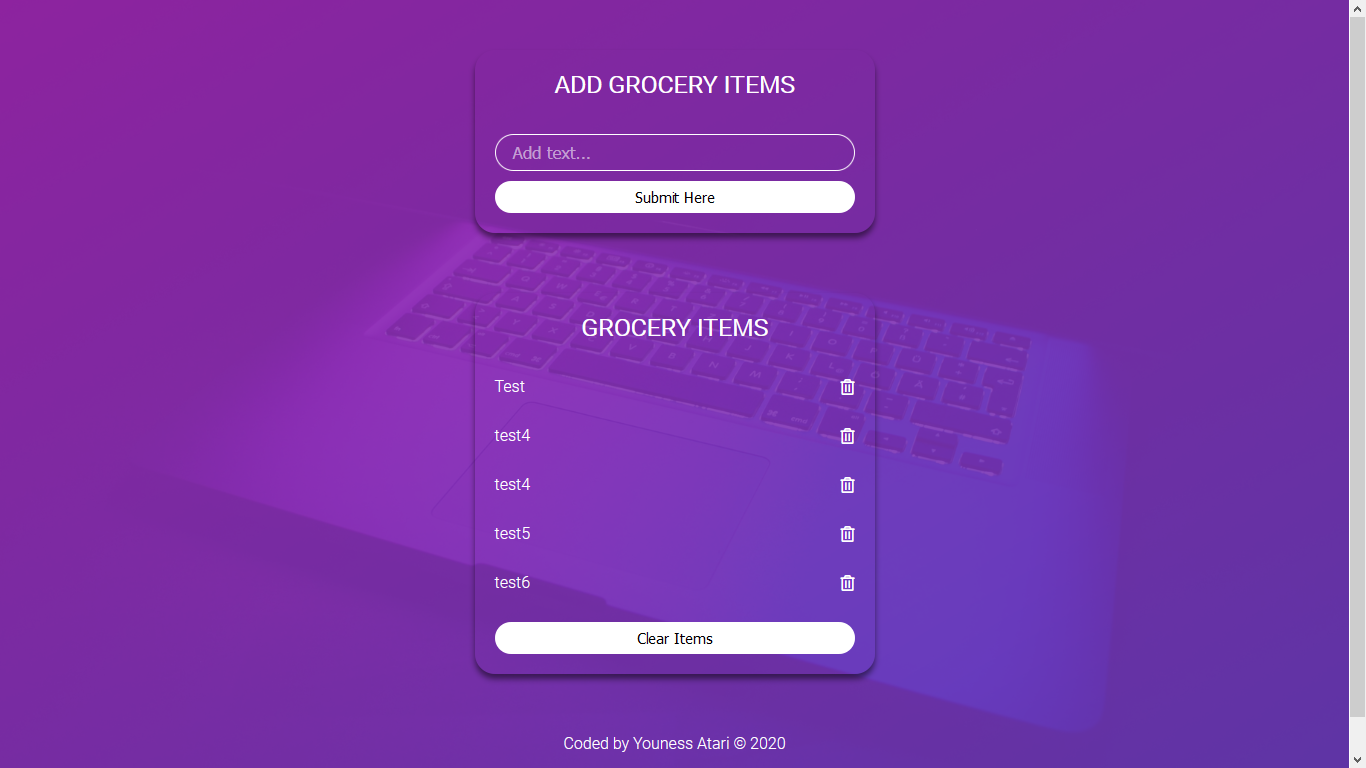 ADD GROCERY ITEMS
Add text...
Submit Here
GROCERY ITEMS
Test
test4
test4
test5
test6
Clear Items
Coded by Youness Atari © 2020